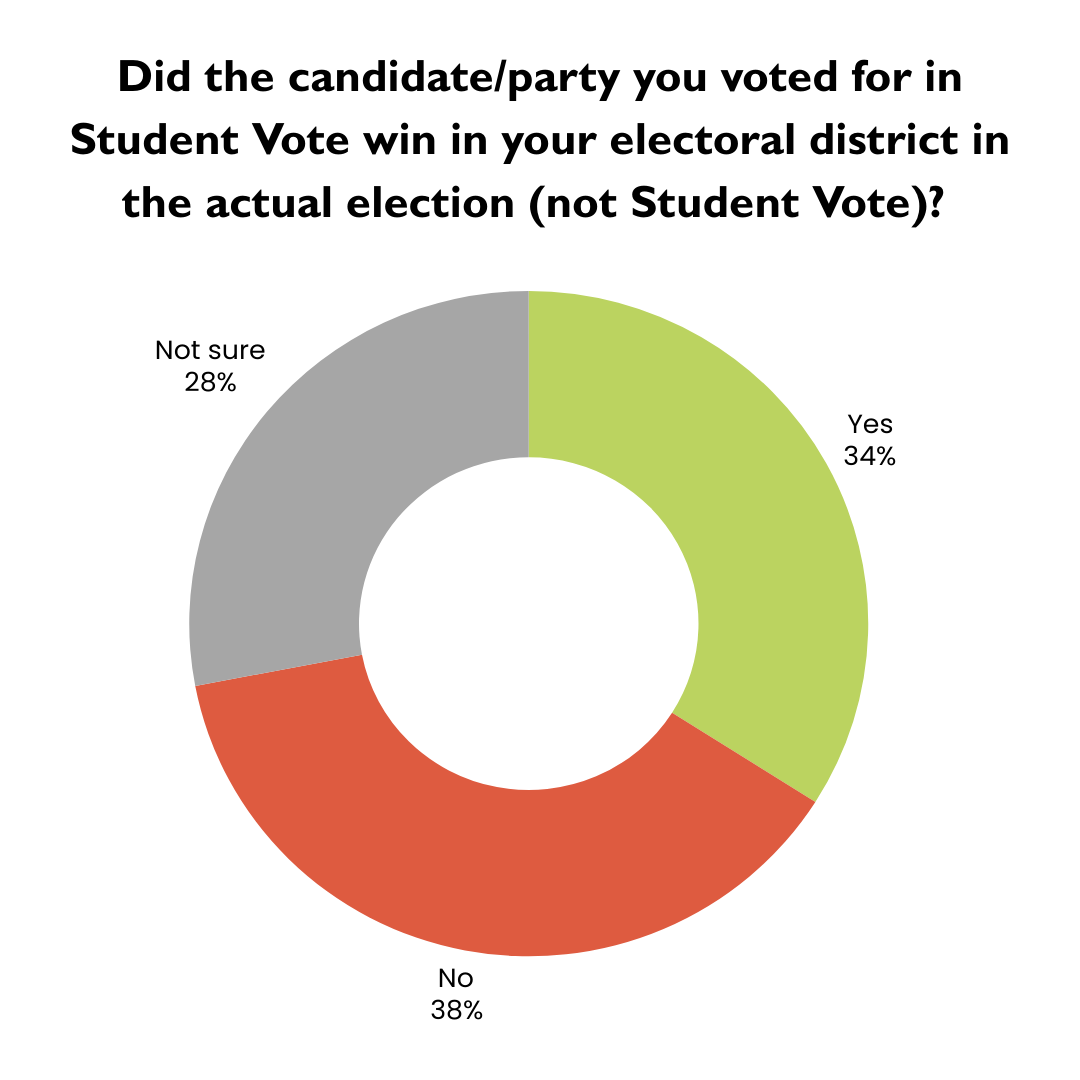 Did the candidate/party you voted for in
Student Vote win in your electoral district in
the actual election (not Student Vote)?
Not sure
28%
Yes
34%
No
38%